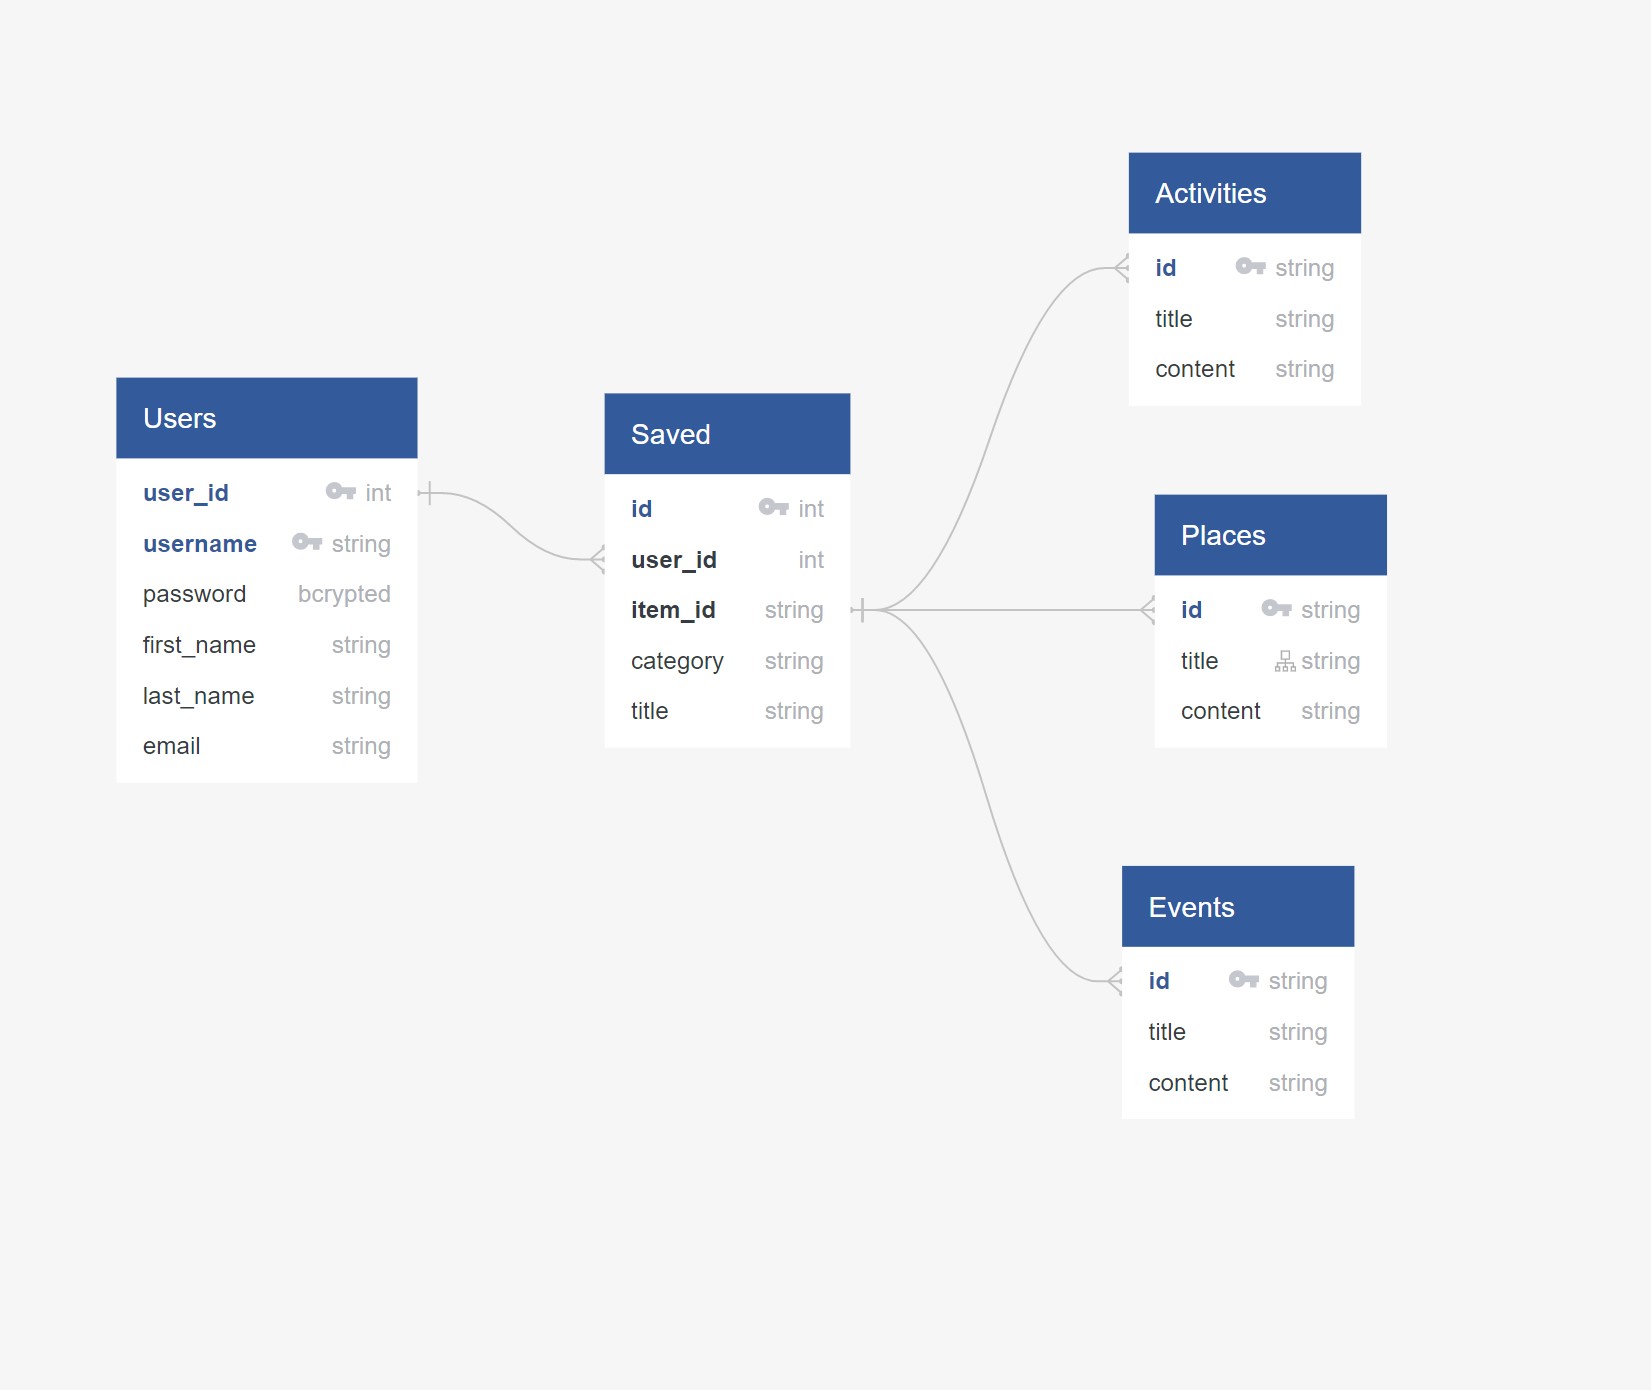 Users
user_id int
username string
password bcrypted
first_name string
last_name string
email string
Saved
id int
user_id int
item_id string
category string
title string
Activities
id string
title string
content string
Places
id string
title string
content string
Events
id string
title string
content string